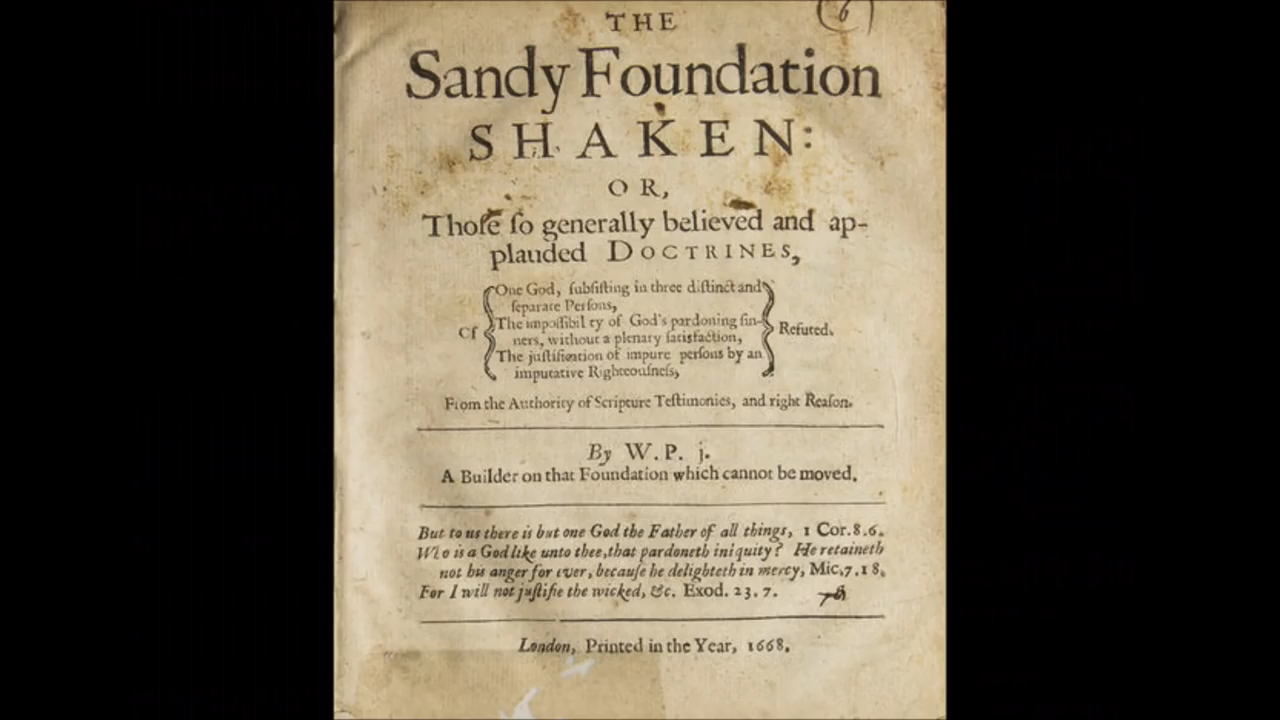 (6)
THE
Sandy Foundation
SHAKEN:
OR,
Thoſe ſo generally believed and ap-
plauded DOCTRINES,
One God, ſubſiſting in three diſtinct and
ſeparate Perſons,
The impoſſibil ty of God's pardoning ſin-
Cf
Refuted.
ners, without a plenary ſatisfaction,
The juſtification of impure perſons by an
imputative Righteouſneſs,
From the Authority of Scripture Teſtimonies, and right Reaſon.
By W. P. j.
A Builder on that Foundation which cannot be moved.
But to us there is but one God the Father of all things, 1 Cor. 8. 6.
Who is a God like unto thee, that pardoneth iniquity? He retaineth
not his anger for ever, becauſe he delighteth in mercy, Mic. 7. 18.
For I will not juſtifie the wicked, &c. Exod. 23. 7.
London, Printed in the Year, 1668.